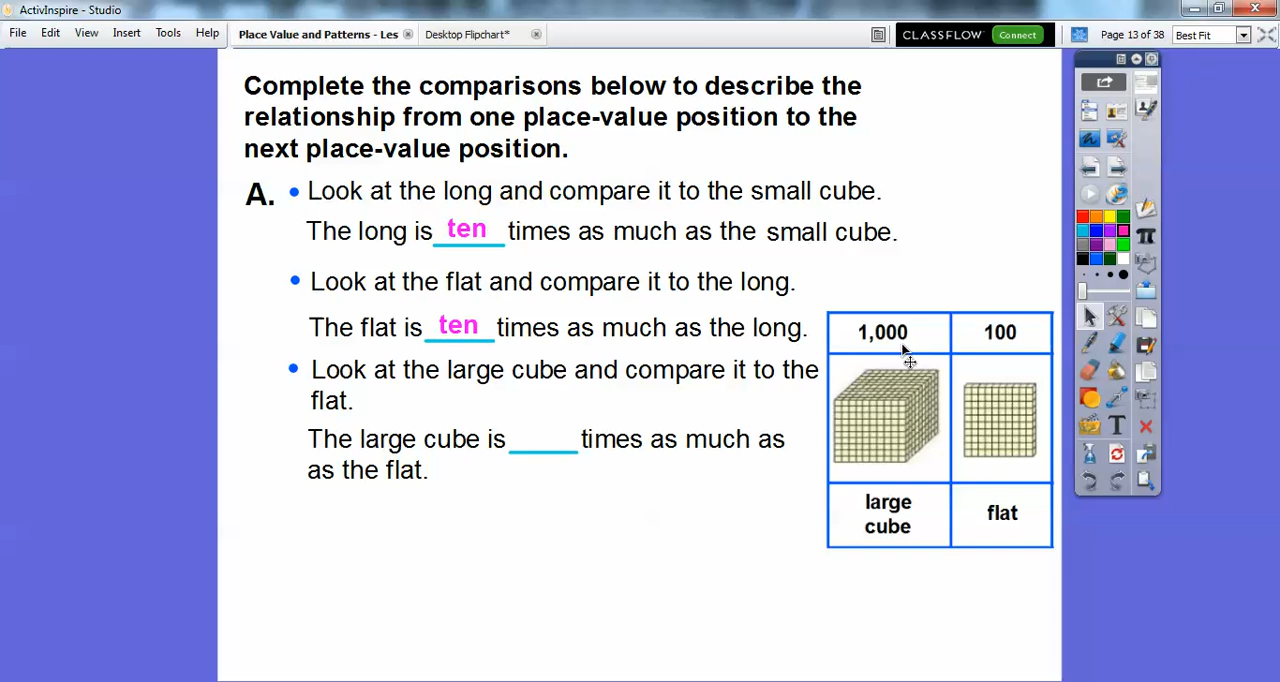 ActivInspire - Studio
File Edit View Insert Tools Help
Place Value and Patterns - Les
Desktop Flipchart*
CLASSFLOW Connect
Page 13 of 38
Best Fit
Complete the comparisons below to describe the
relationship from one place-value position to the
next place-value position.
A. • Look at the long and compare it to the small cube.
The long is ten times as much as the small cube.
• Look at the flat and compare it to the long.
The flat is ten times as much as the long.
• Look at the large cube and compare it to the
flat.
The large cube is_____ times as much as
as the flat.
1,000 100
large
cube
flat